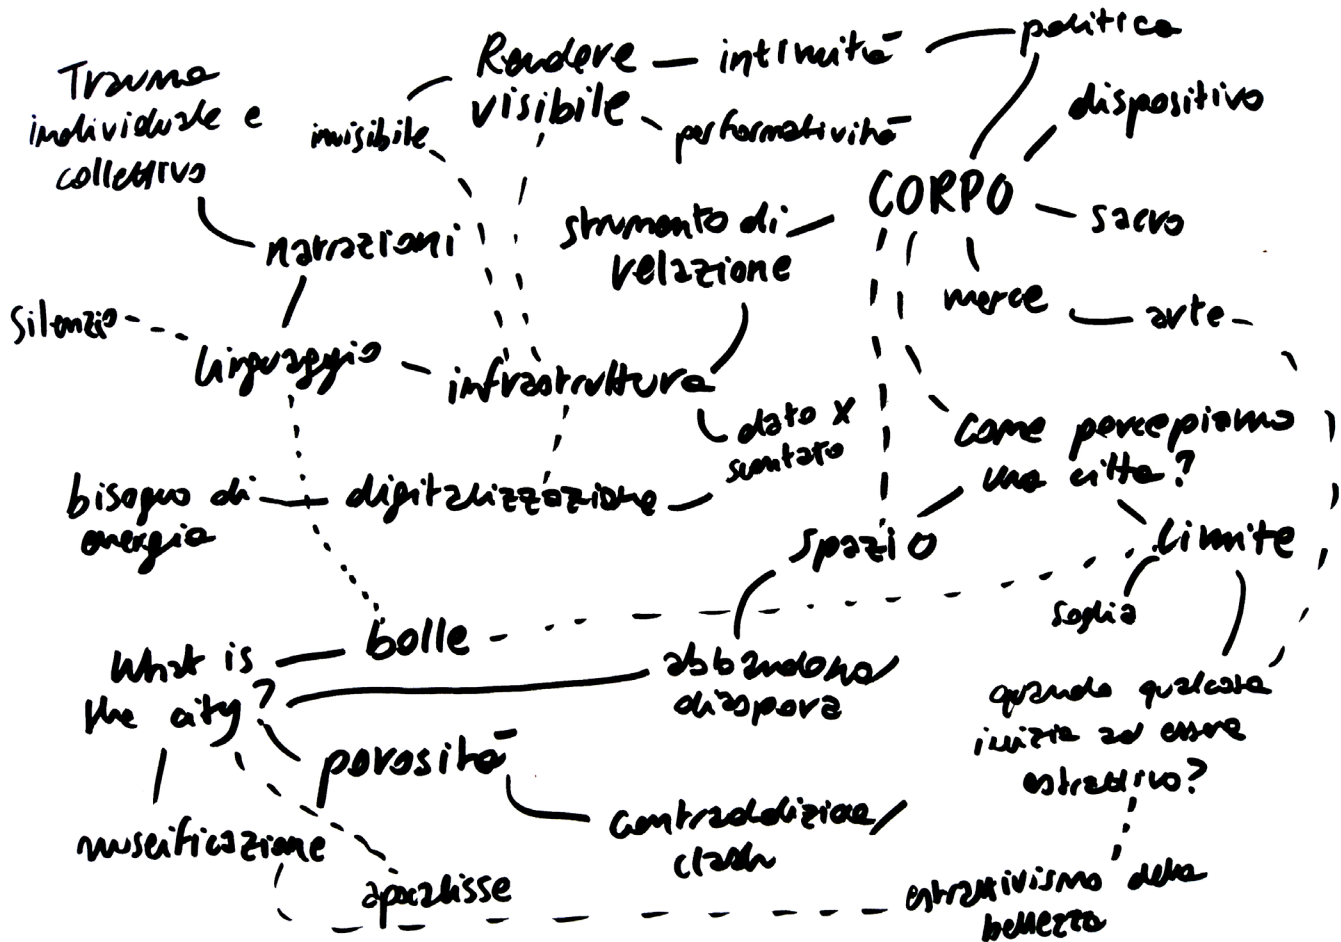 Trauma
individuale e
collettivo
Rendere
visibile
intimità
politica
invisibile
performatività
dispositivo
CORPO
sacro
narrazioni
strumento di
relazione
merce
arte
silenzio
linguaggio
infrastruttura
dato x
scontato
come percepiamo
una città?
bisogno di
energia
digitalizzazione
spazio
limite
soglia
bolle
What is
the city?
abbandono/
diaspora
quando qualcosa
inizia ad essere
estrattivo?
porosità
contraddizione/
clash
museificazione
apocalisse
estrattivismo della
bellezza